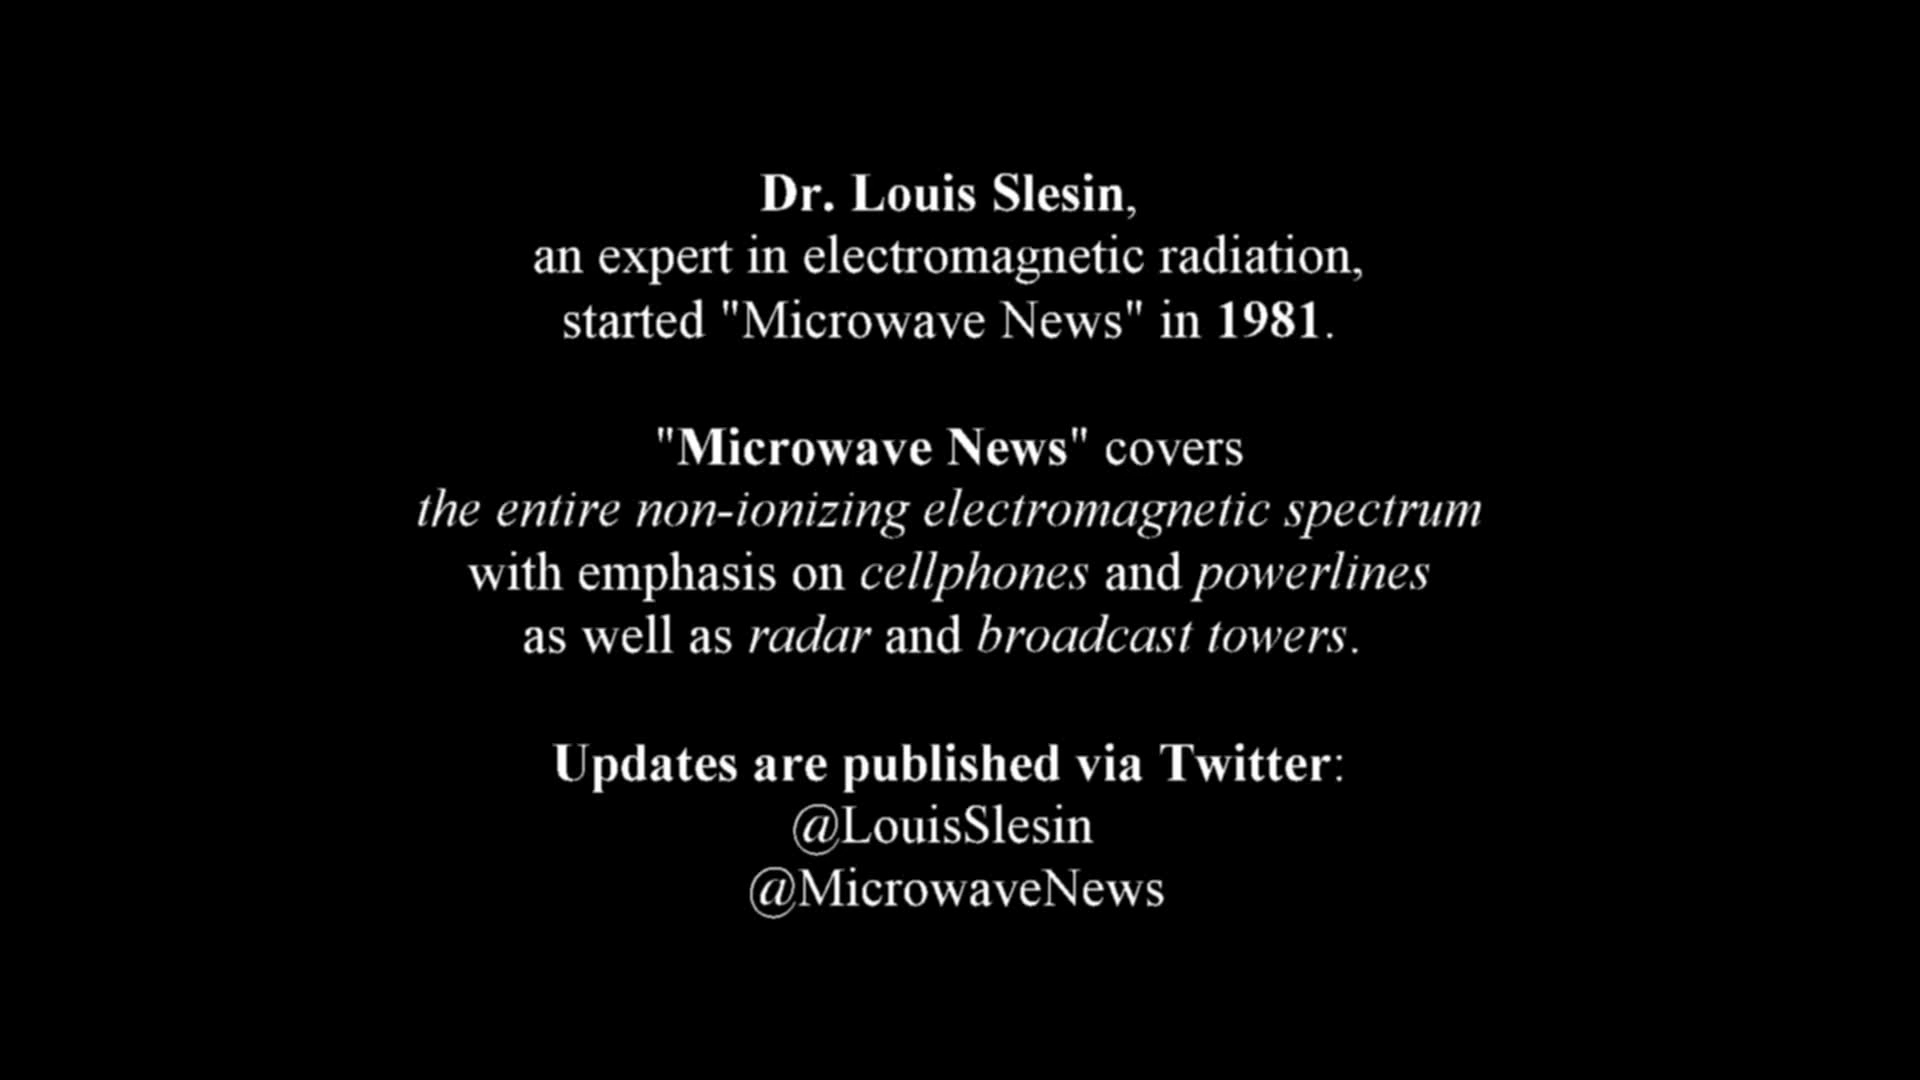 Dr. Louis Slesin,
an expert in electromagnetic radiation,
started "Microwave News" in 1981.
"Microwave News" covers
the entire non-ionizing electromagnetic spectrum
with emphasis on cellphones and powerlines
as well as radar and broadcast towers.
Updates are published via Twitter:
@LouisSlesin
@MicrowaveNews